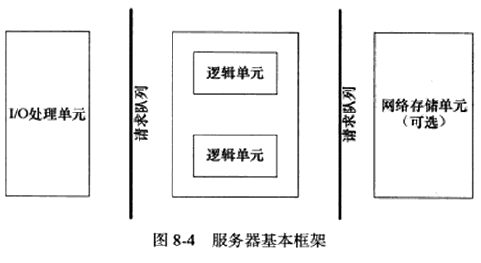 I/O处理单元
请求队列
逻辑单元
逻辑单元
请求队列
网络存储单元
（可选）
图 8-4 服务器基本框架